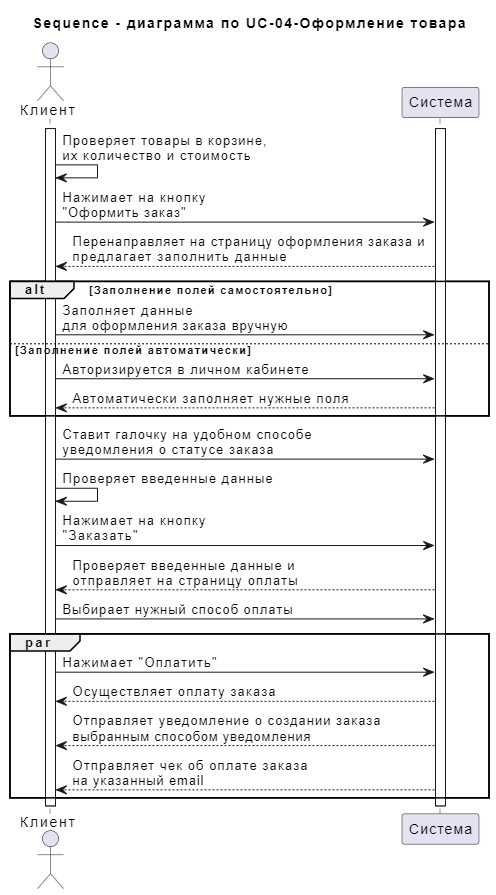 Sequence - диаграмма по UC-04-Оформление товара
Клиент
Система
Проверяет товары в корзине,
их количество и стоимость
Нажимает на кнопку
"Оформить заказ"
Перенаправляет на страницу оформления заказа и
предлагает заполнить данные
alt [Заполнение полей самостоятельно]
Заполняет данные
для оформления заказа вручную
[Заполнение полей автоматически]
Авторизируется в личном кабинете
Автоматически заполняет нужные поля
Ставит галочку на удобном способе
уведомления о статусе заказа
Проверяет введенные данные
Нажимает на кнопку
"Заказать"
Проверяет введенные данные и
отправляет на страницу оплаты
Выбирает нужный способ оплаты
par
Нажимает "Оплатить"
Осуществляет оплату заказа
Отправляет уведомление о создании заказа
выбранным способом уведомления
Отправляет чек об оплате заказа
на указанный email
Клиент
Система